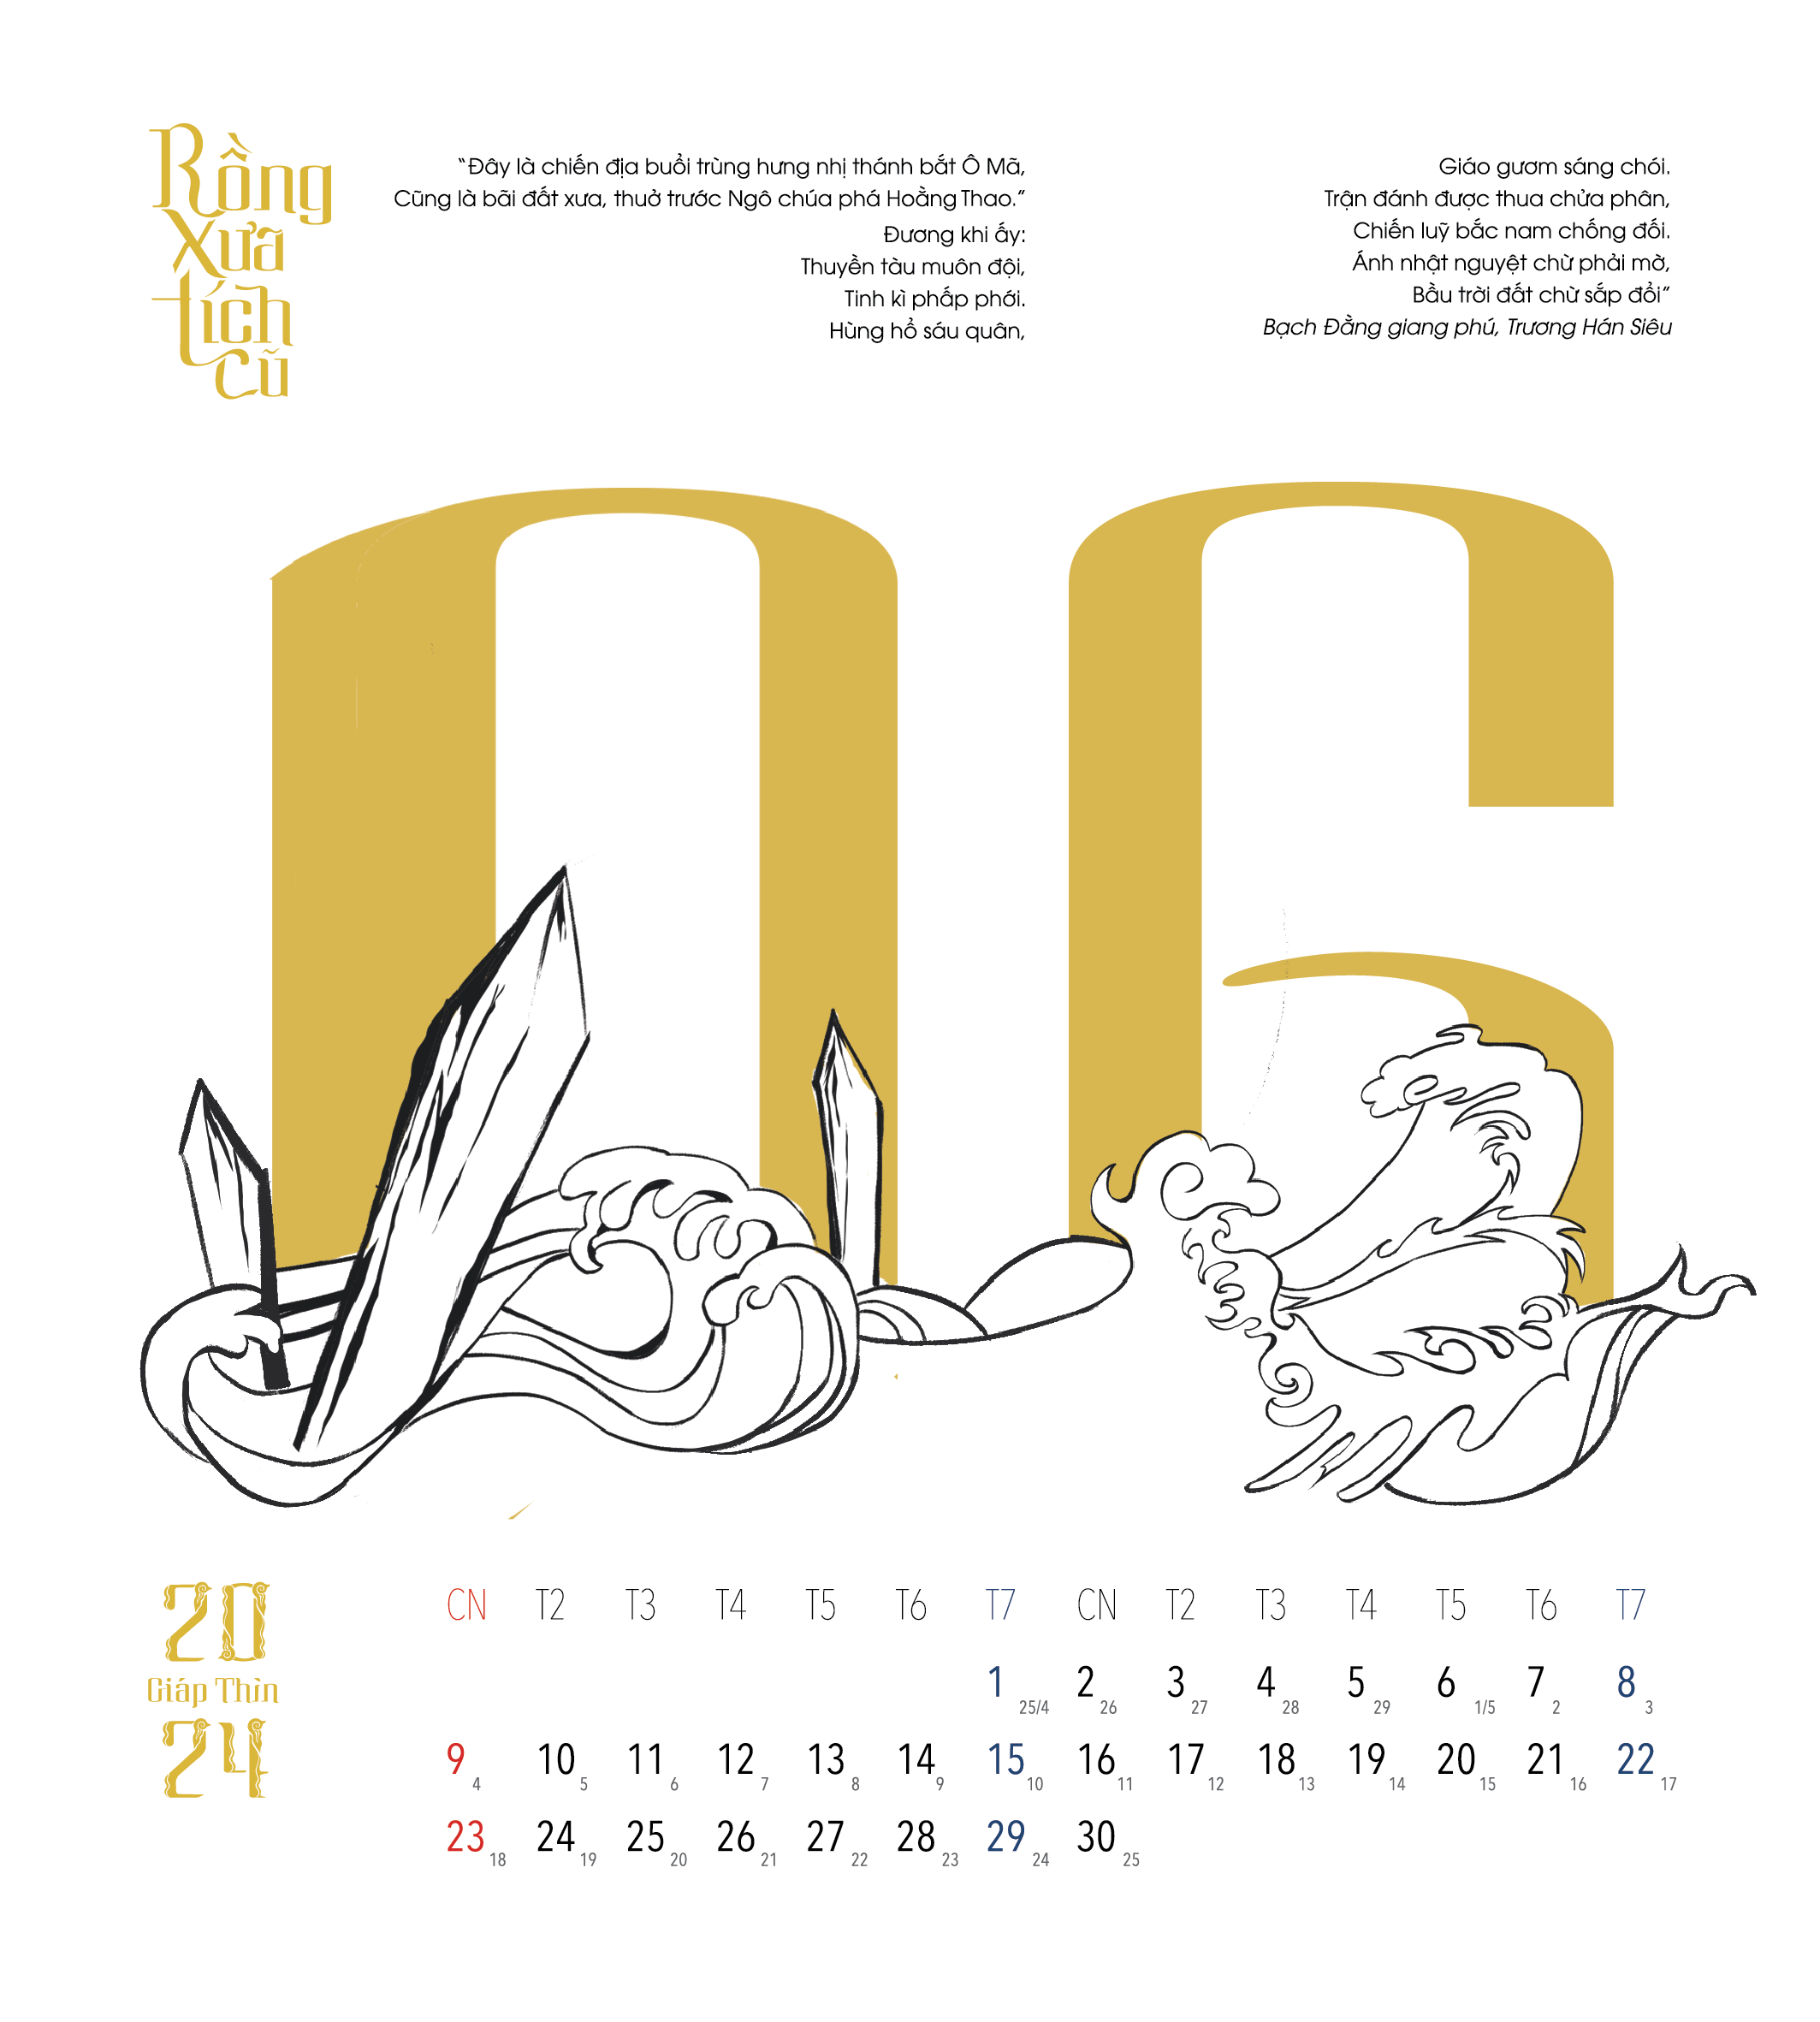 Rồng
xưa
tích
cũ
“Đây là chiến địa buổi trùng hưng nhị thánh bắt Ô Mã,
Cũng là bãi đất xưa, thuở trước Ngô chúa phá Hoằng Thao.”
Đương khi ấy:
Thuyền tàu muôn đội,
Tinh kì phấp phới.
Hùng hổ sáu quân,
Giáo gươm sáng chói.
Trận đánh được thua chửa phân,
Chiến luỹ bắc nam chống đối.
Ánh nhật nguyệt chừ phải mờ,
Bầu trời đất chừ sắp đổi”
Bạch Đằng giang phú, Trương Hán Siêu
06
20
Giáp Thìn
24
CN T2 T3 T4 T5 T6 T7 CN T2 T3 T4 T5 T6 T7
1 25/4 2 26 3 27 4 28 5 29 6 1/5 7 2 8 3
9 4 10 5 11 6 12 7 13 8 14 9 15 10 16 11 17 12 18 13 19 14 20 15 21 16 22 17
23 18 24 19 25 20 26 21 27 22 28 23 29 24 30 25